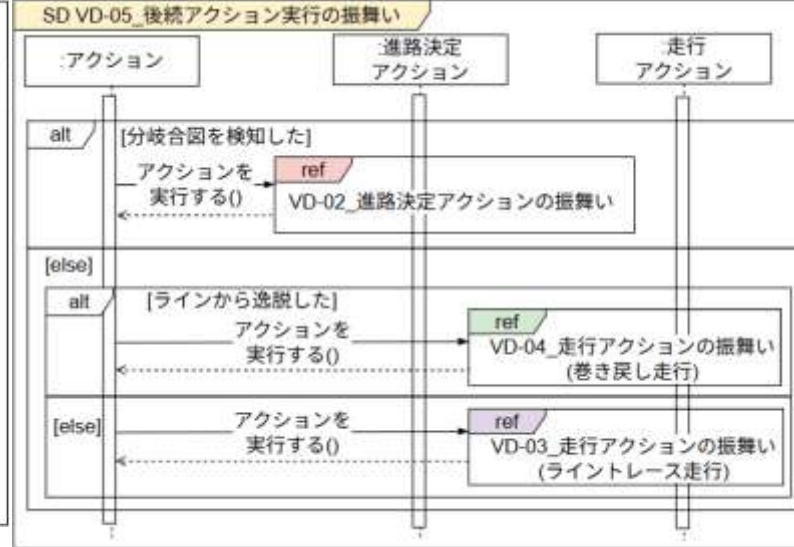 SD VD-05_後続アクション実行の振舞い
:アクション
:進路決定
アクション
:走行
アクション
alt
[分岐合図を検知した]
アクションを
実行する()
ref
VD-02_進路決定アクションの振舞い
[else]
alt
[ラインから逸脱した]
アクションを
実行する()
ref
VD-04_走行アクションの振舞い
(巻き戻し走行)
[else]
アクションを
実行する()
ref
VD-03_走行アクションの振舞い
(ライントレース走行)